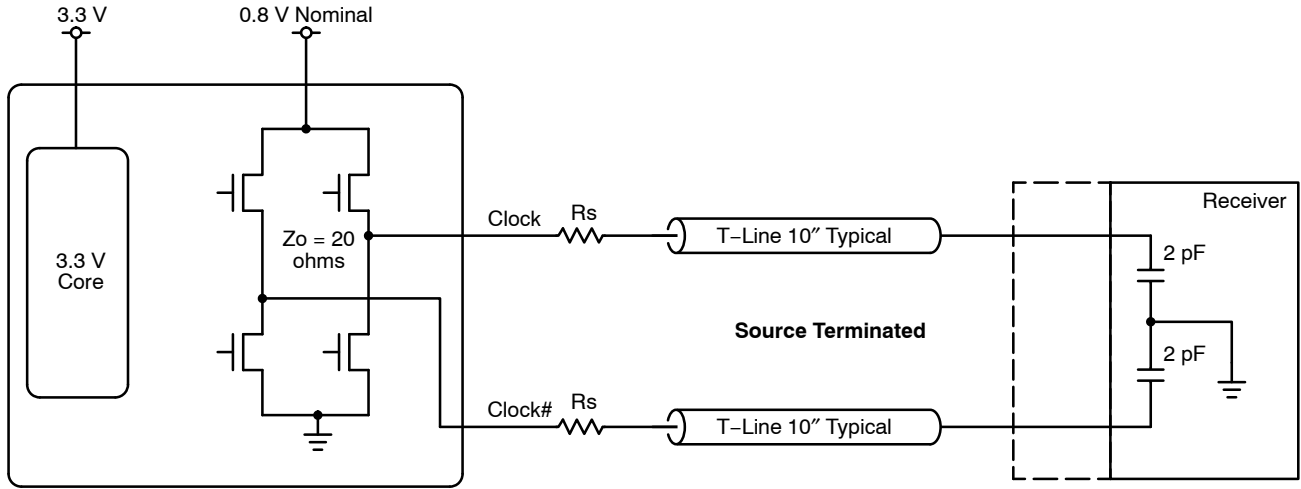 3.3 V
0.8 V Nominal
3.3 V
Core
Zo = 20
ohms
Clock
Rs
T−Line 10″ Typical
Source Terminated
Clock#
Rs
T−Line 10″ Typical
Receiver
2 pF
2 pF